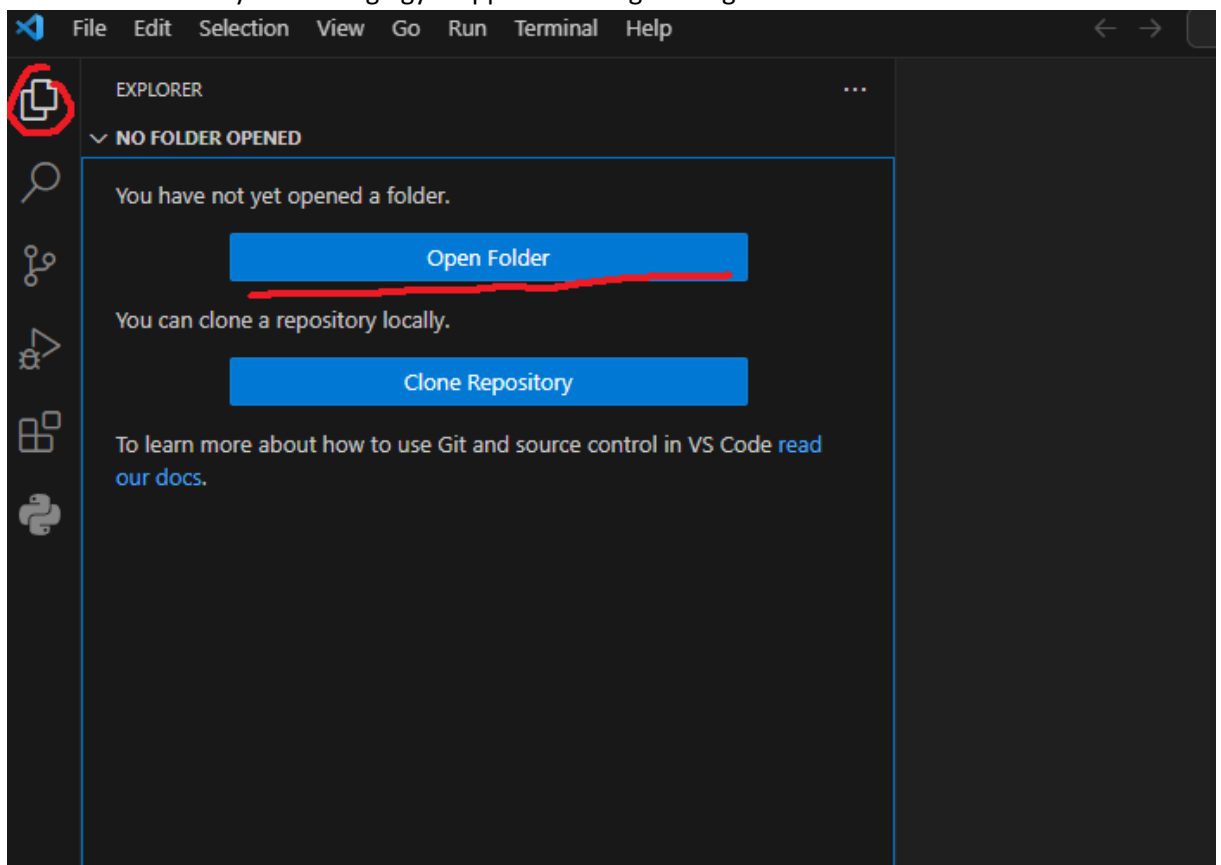 File Edit Selection View Go Run Terminal Help
EXPLORER
NO FOLDER OPENED
You have not yet opened a folder.
Open Folder
You can clone a repository locally.
Clone Repository
To learn more about how to use Git and source control in VS Code read
our docs.